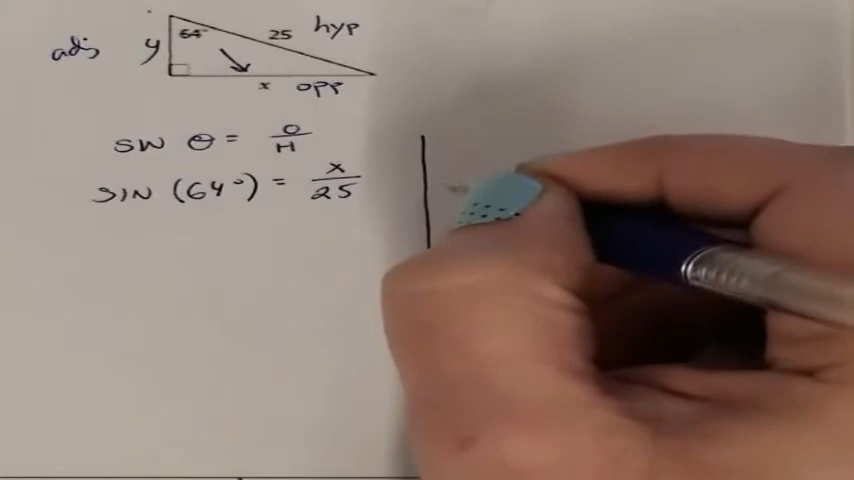 64° 25 hyp
adj y
x opp
SIN θ = O/H
SIN (64°) = x/25